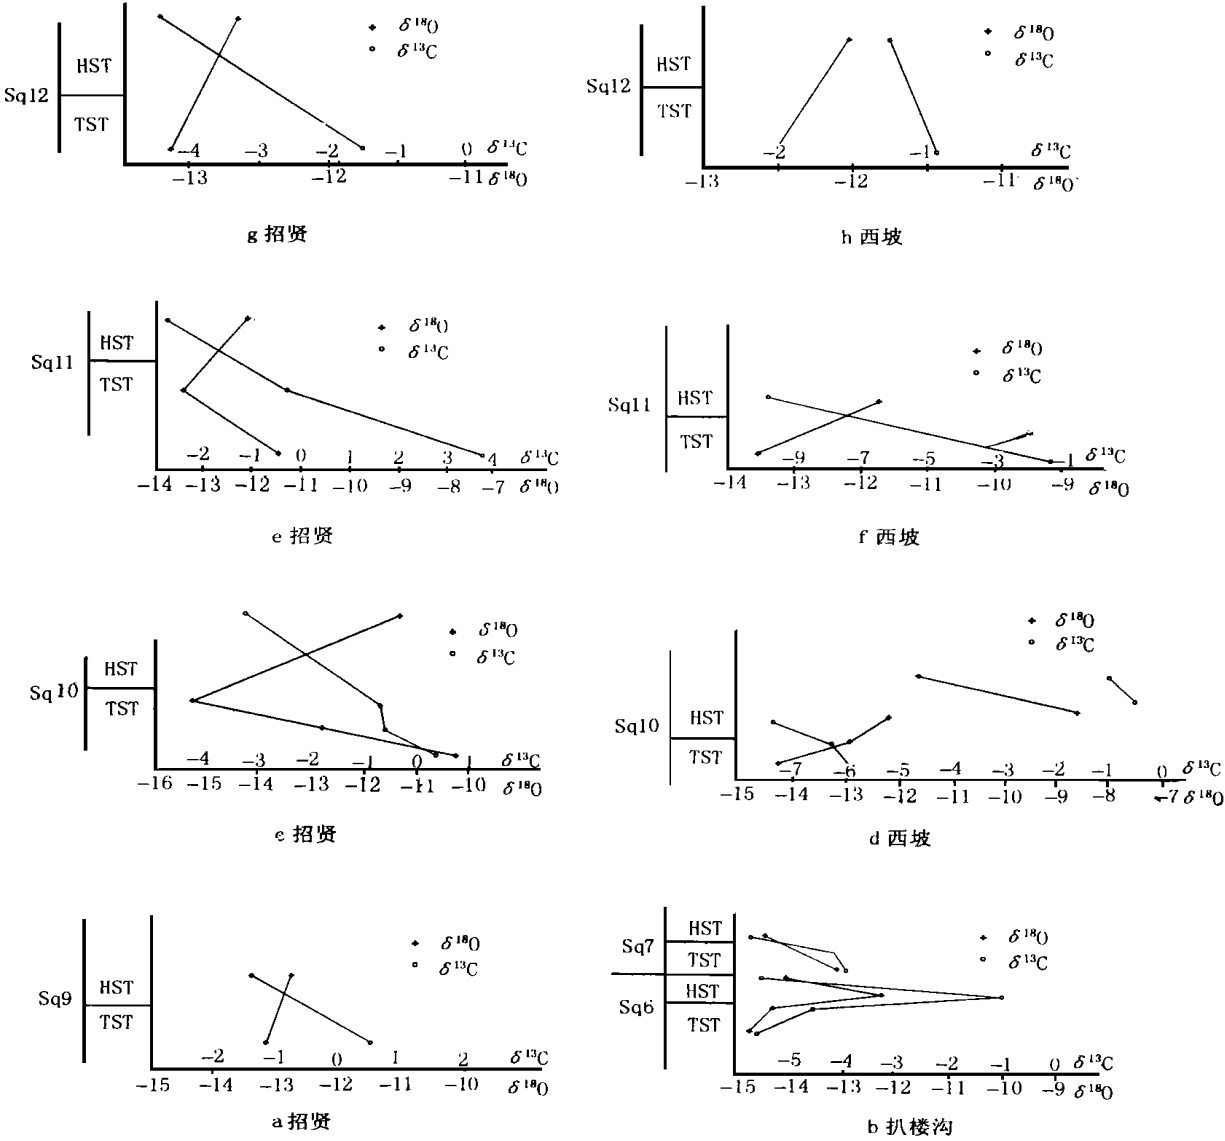 δ¹⁸O
δ¹³C
HST
Sq12
TST
-4 -3 -2 -1 0 δ¹³C
-13 -12 -11 δ¹⁸O
g 招贤
δ¹⁸O
δ¹³C
HST
Sq12
TST
-2 -1 δ¹³C
-13 -12 -11 δ¹⁸O
h 西坡
δ¹⁸O
δ¹³C
HST
Sq11
TST
-2 -1 0 1 2 3 4 δ¹³C
-14 -13 -12 -11 -10 -9 -8 -7 δ¹⁸O
e 招贤
δ¹⁸O
δ¹³C
HST
Sq11
TST
-9 -7 -5 -3 -1 δ¹³C
-14 -13 -12 -11 -10 -9 δ¹⁸O
f 西坡
δ¹⁸O
δ¹³C
HST
Sq10
TST
-4 -3 -2 -1 0 δ¹³C
-16 -15 -14 -13 -12 -11 -10 δ¹⁸O
c 招贤
δ¹⁸O
δ¹³C
HST
Sq10
TST
-7 -6 -5 -4 -3 -2 -1 0 δ¹³C
-15 -14 -13 -12 -11 -10 -9 -8 -7 δ¹⁸O
d 西坡
δ¹⁸O
δ¹³C
HST
Sq9
TST
-2 -1 0 1 2 δ¹³C
-15 -14 -13 -12 -11 -10 δ¹⁸O
a 招贤
HST
Sq7
TST
δ¹⁸O
δ¹³C
HST
Sq6
TST
-5 -4 -3 -2 -1 0 δ¹³C
-15 -14 -13 -12 -11 -10 -9 δ¹⁸O
b 扒楼沟